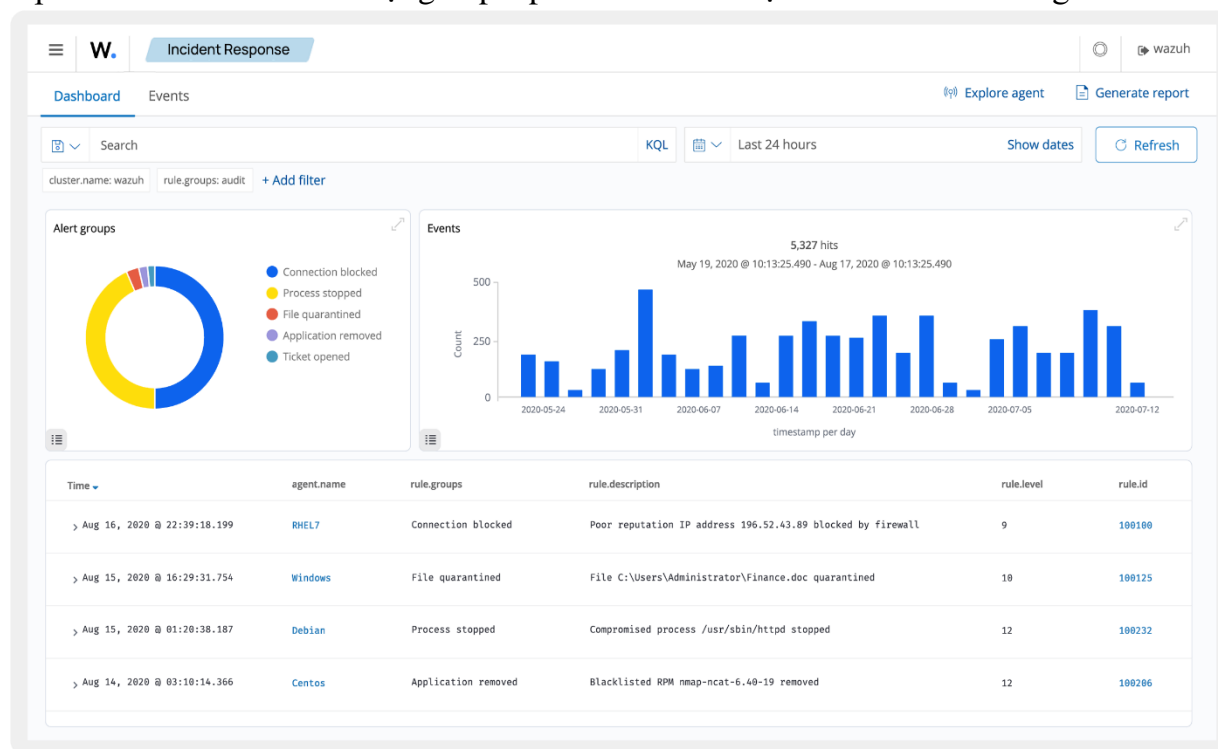 W. Incident Response wazuh
Dashboard Events Explore agent Generate report
Search KQL Last 24 hours Show dates Refresh
cluster.name: wazuh rule.groups: audit + Add filter
Alert groups
Connection blocked
Process stopped
File quarantined
Application removed
Ticket opened
Events
5,327 hits
May 19, 2020 @ 10:13:25.490 - Aug 17, 2020 @ 10:13:25.490
500
250
0
Count
2020-05-24 2020-05-31 2020-06-07 2020-06-14 2020-06-21 2020-06-28 2020-07-05 2020-07-12
timestamp per day
Time agent.name rule.groups rule.description rule.level rule.id
Aug 16, 2020 @ 22:39:18.199 RHEL7 Connection blocked Poor reputation IP address 196.52.43.89 blocked by firewall 9 100100
Aug 15, 2020 @ 16:29:31.754 Windows File quarantined File C:\Users\Administrator\Finance.doc quarantined 10 100125
Aug 15, 2020 @ 01:20:38.187 Debian Process stopped Compromised process /usr/sbin/httpd stopped 12 100232
Aug 14, 2020 @ 03:10:14.366 Centos Application removed Blacklisted RPM nmap-ncat-6.40-19 removed 12 100206